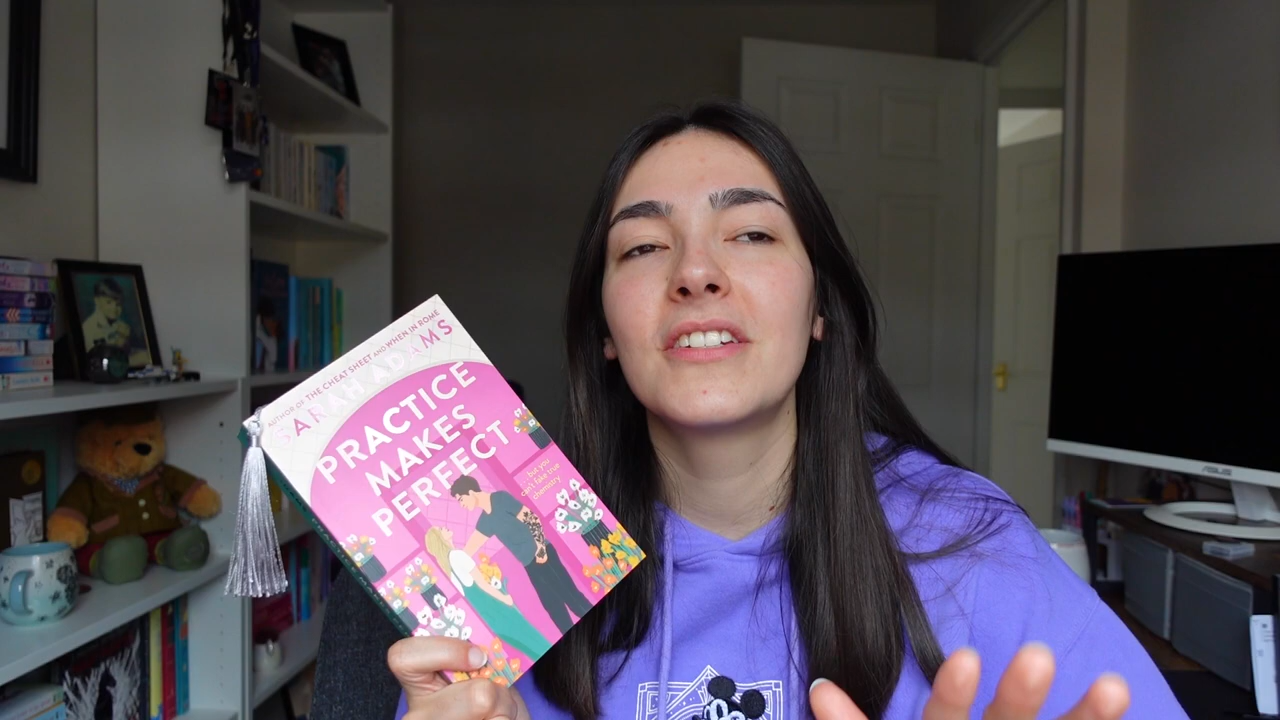 AUTHOR OF THE CHEAT SHEET AND WHEN IN ROME
SARAH ADAMS
PRACTICE
MAKES
PERFECT
but you
can't fake true
chemistry
ASUS